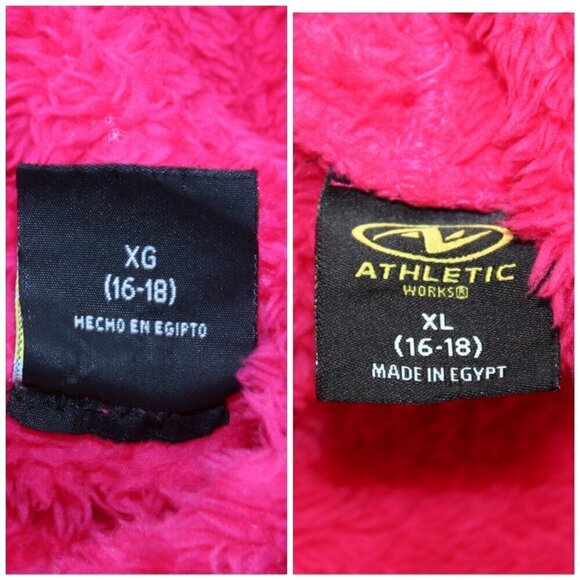 XG
(16-18)
HECHO EN EGIPTO
ATHLETIC
WORKS®
XL
(16-18)
MADE IN EGYPT